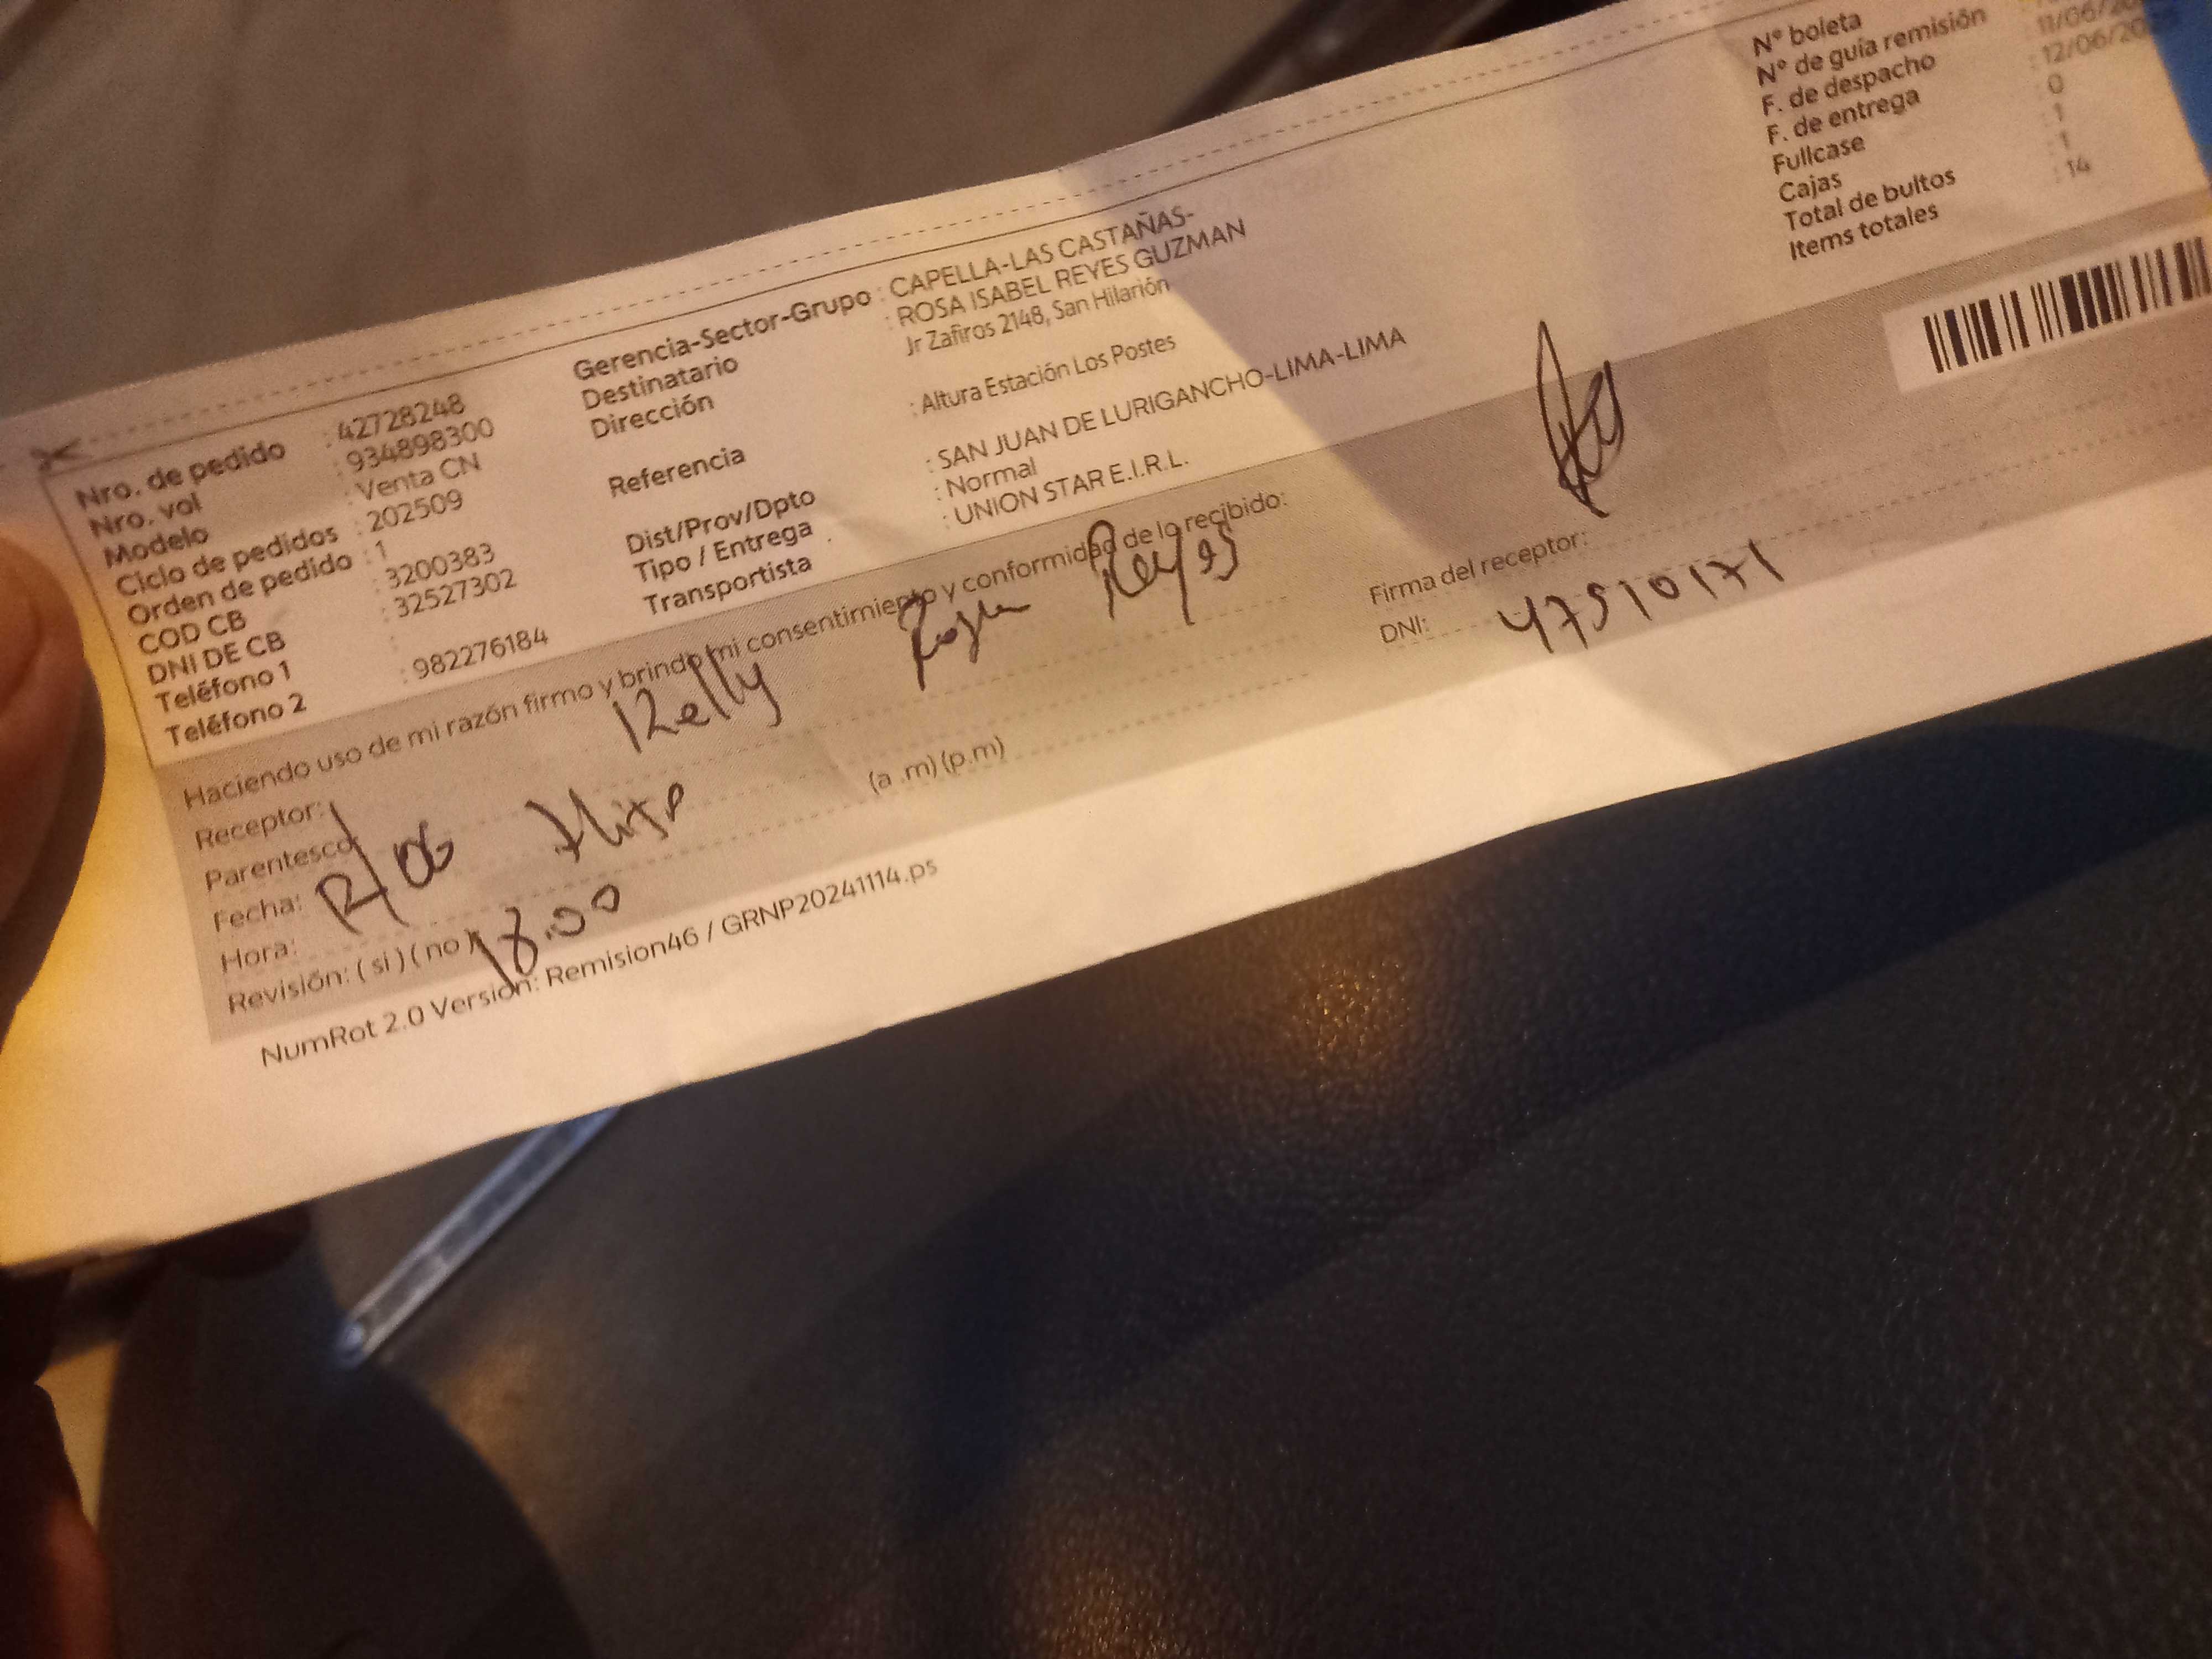 Nº boleta
Nº de guía remisión
F. de despacho : 11/06/20
F. de entrega : 12/06/20
Fullcase : 0
Cajas : 1
Total de bultos : 1
Items totales : 14
Nro. de pedido : 42728248
Nro. vol : 934898300
Modelo : Venta CN
Ciclo de pedidos : 202509
Orden de pedido : 1
COD CB : 3200383
DNI DE CB : 32527302
Teléfono 1 :
Teléfono 2 : 982276184
Gerencia-Sector-Grupo : CAPELLA-LAS CASTAÑAS-
Destinatario : ROSA ISABEL REYES GUZMAN
Dirección : Jr Zafiros 2148, San Hilarión
Referencia : Altura Estación Los Postes
Dist/Prov/Dpto : SAN JUAN DE LURIGANCHO-LIMA-LIMA
Tipo / Entrega : Normal
Transportista : UNION STAR E.I.R.L.
Haciendo uso de mi razón firmo y brindo mi consentimiento y conformidad de lo recibido:
Receptor: Kelly Reyes
Parentesco: Hija
Fecha: 12/06
Hora: 18.00 (a .m) (p.m)
Revisión: ( si ) ( no )
Firma del receptor:
DNI: 47510171
NumRot 2.0 Version: Remision46 / GRNP20241114.ps